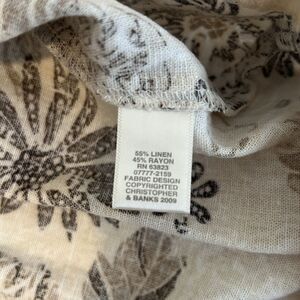 55% LINEN
45% RAYON
RN 63823
07777-2159
FABRIC DESIGN
COPYRIGHTED
CHRISTOPHER
& BANKS 2009